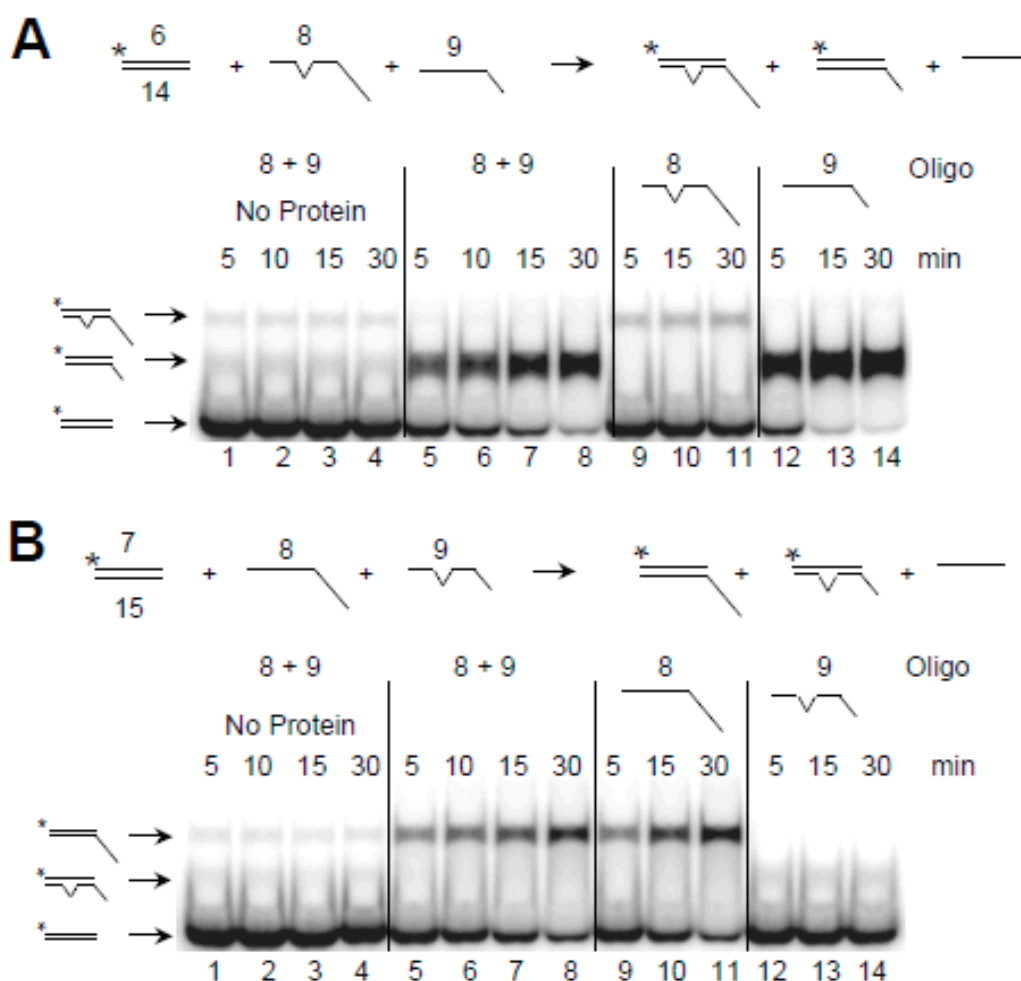 A
* 6 8 9 * *
+ + + +
14
8 + 9 8 + 9 8 9 Oligo
No Protein
5 10 15 30 5 10 15 30 5 15 30 5 15 30 min
*
*
*
1 2 3 4 5 6 7 8 9 10 11 12 13 14
B
* 7 8 9 * *
+ + + +
15
8 + 9 8 + 9 8 9 Oligo
No Protein
5 10 15 30 5 10 15 30 5 15 30 5 15 30 min
*
*
*
1 2 3 4 5 6 7 8 9 10 11 12 13 14